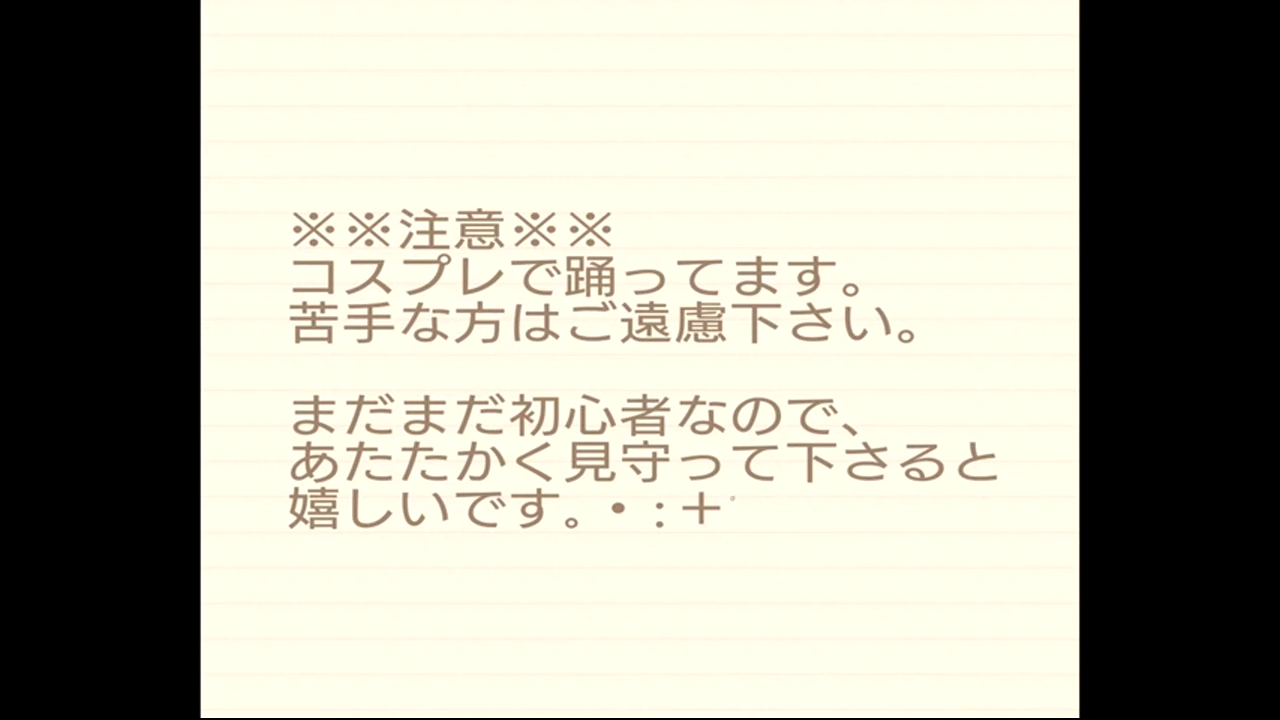 ※※注意※※
コスプレで踊ってます。
苦手な方はご遠慮下さい。
まだまだ初心者なので、
あたたかく見守って下さると
嬉しいです。・:+゜